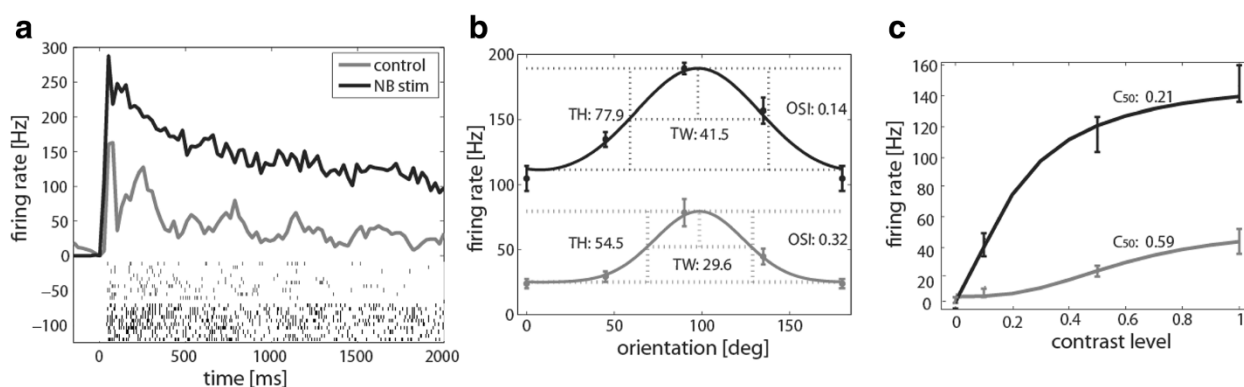 a
300
250
200
150
100
50
0
−50
−100
0
500
1000
1500
2000
firing rate [Hz]
time [ms]
control
NB stim
b
200
150
100
50
0
0
50
100
150
firing rate [Hz]
orientation [deg]
TH: 77.9
TW: 41.5
OSI: 0.14
TH: 54.5
TW: 29.6
OSI: 0.32
c
160
140
120
100
80
60
40
20
0
0
0.2
0.4
0.6
0.8
1
firing rate [Hz]
contrast level
C50: 0.21
C50: 0.59